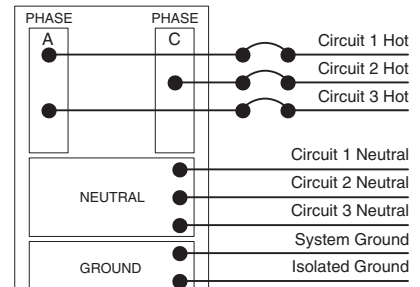 PHASE PHASE
A C
Circuit 1 Hot
Circuit 2 Hot
Circuit 3 Hot
Circuit 1 Neutral
NEUTRAL
Circuit 2 Neutral
Circuit 3 Neutral
System Ground
GROUND
Isolated Ground